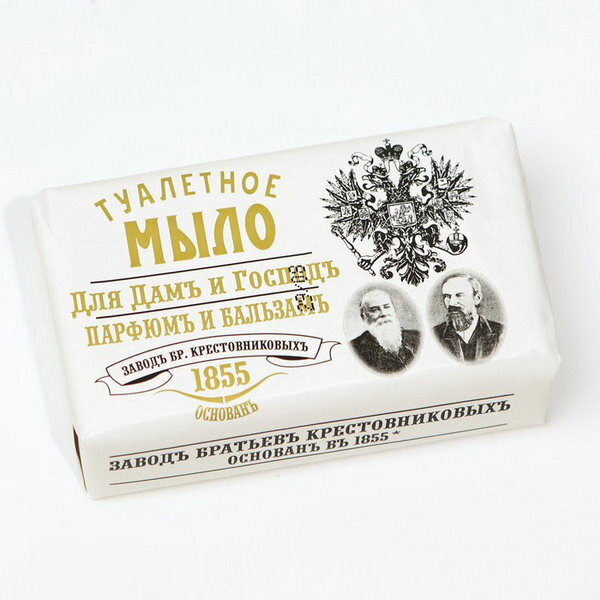 ТУАЛЕТНОЕ
МЫЛО
Для Дамъ и Господъ
ПАРФЮМЪ И БАЛЬЗАМЪ
ЗАВОДЪ БР. КРЕСТОВНИКОВЫХЪ
1855
ОСНОВАНЪ
ЗАВОДЪ БРАТЬЕВЪ КРЕСТОВНИКОВЫХЪ
ОСНОВАНЪ ВЪ 1855*